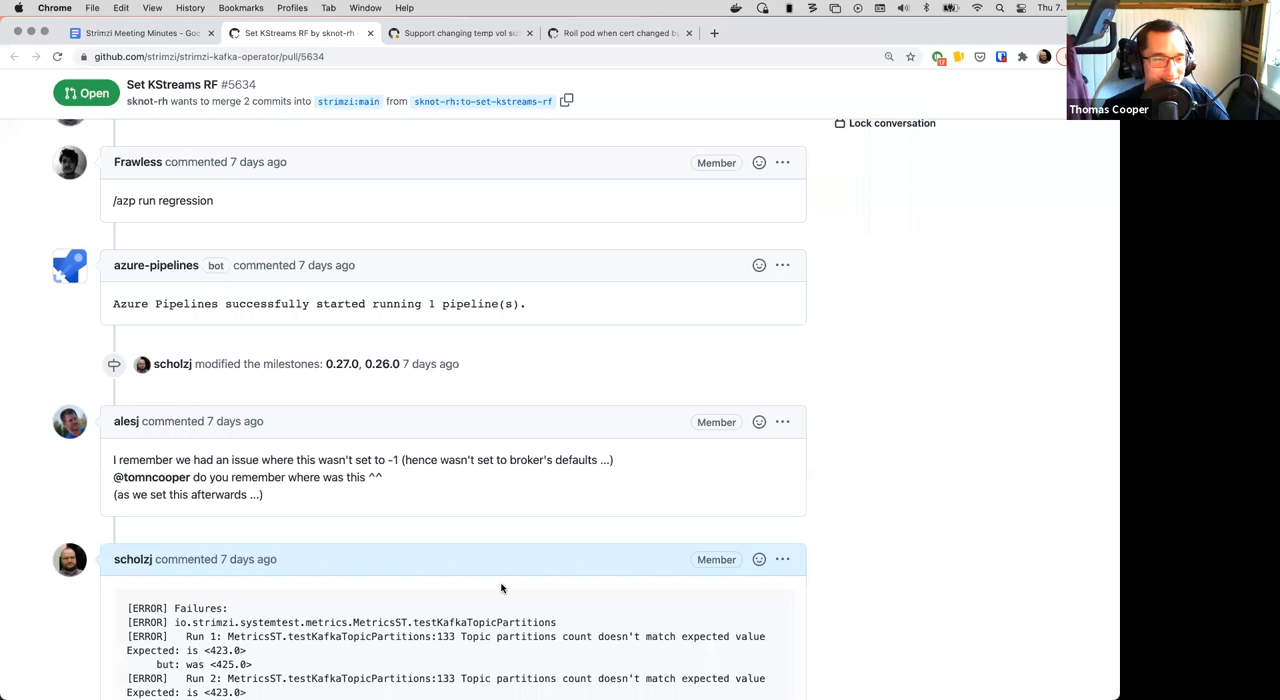 Chrome File Edit View History Bookmarks Profiles Tab Window Help Thu 7.
Strimzi Meeting Minutes - Goo
Set KStreams RF by sknot-rh ·
Support changing temp vol siz
Roll pod when cert changed by
github.com/strimzi/strimzi-kafka-operator/pull/5634
17
Open
Set KStreams RF #5634
sknot-rh wants to merge 2 commits into strimzi:main from sknot-rh:to-set-kstreams-rf
Thomas Cooper
Lock conversation
Frawless commented 7 days ago Member
/azp run regression
azure-pipelines bot commented 7 days ago
Azure Pipelines successfully started running 1 pipeline(s).
scholzj modified the milestones: 0.27.0, 0.26.0 7 days ago
alesj commented 7 days ago Member
I remember we had an issue where this wasn't set to -1 (hence wasn't set to broker's defaults ...)
@tomncooper do you remember where was this ^^
(as we set this afterwards ...)
scholzj commented 7 days ago Member
[ERROR] Failures:
[ERROR] io.strimzi.systemtest.metrics.MetricsST.testKafkaTopicPartitions
[ERROR] Run 1: MetricsST.testKafkaTopicPartitions:133 Topic partitions count doesn't match expected value
Expected: is <423.0>
but: was <425.0>
[ERROR] Run 2: MetricsST.testKafkaTopicPartitions:133 Topic partitions count doesn't match expected value
Expected: is <423.0>